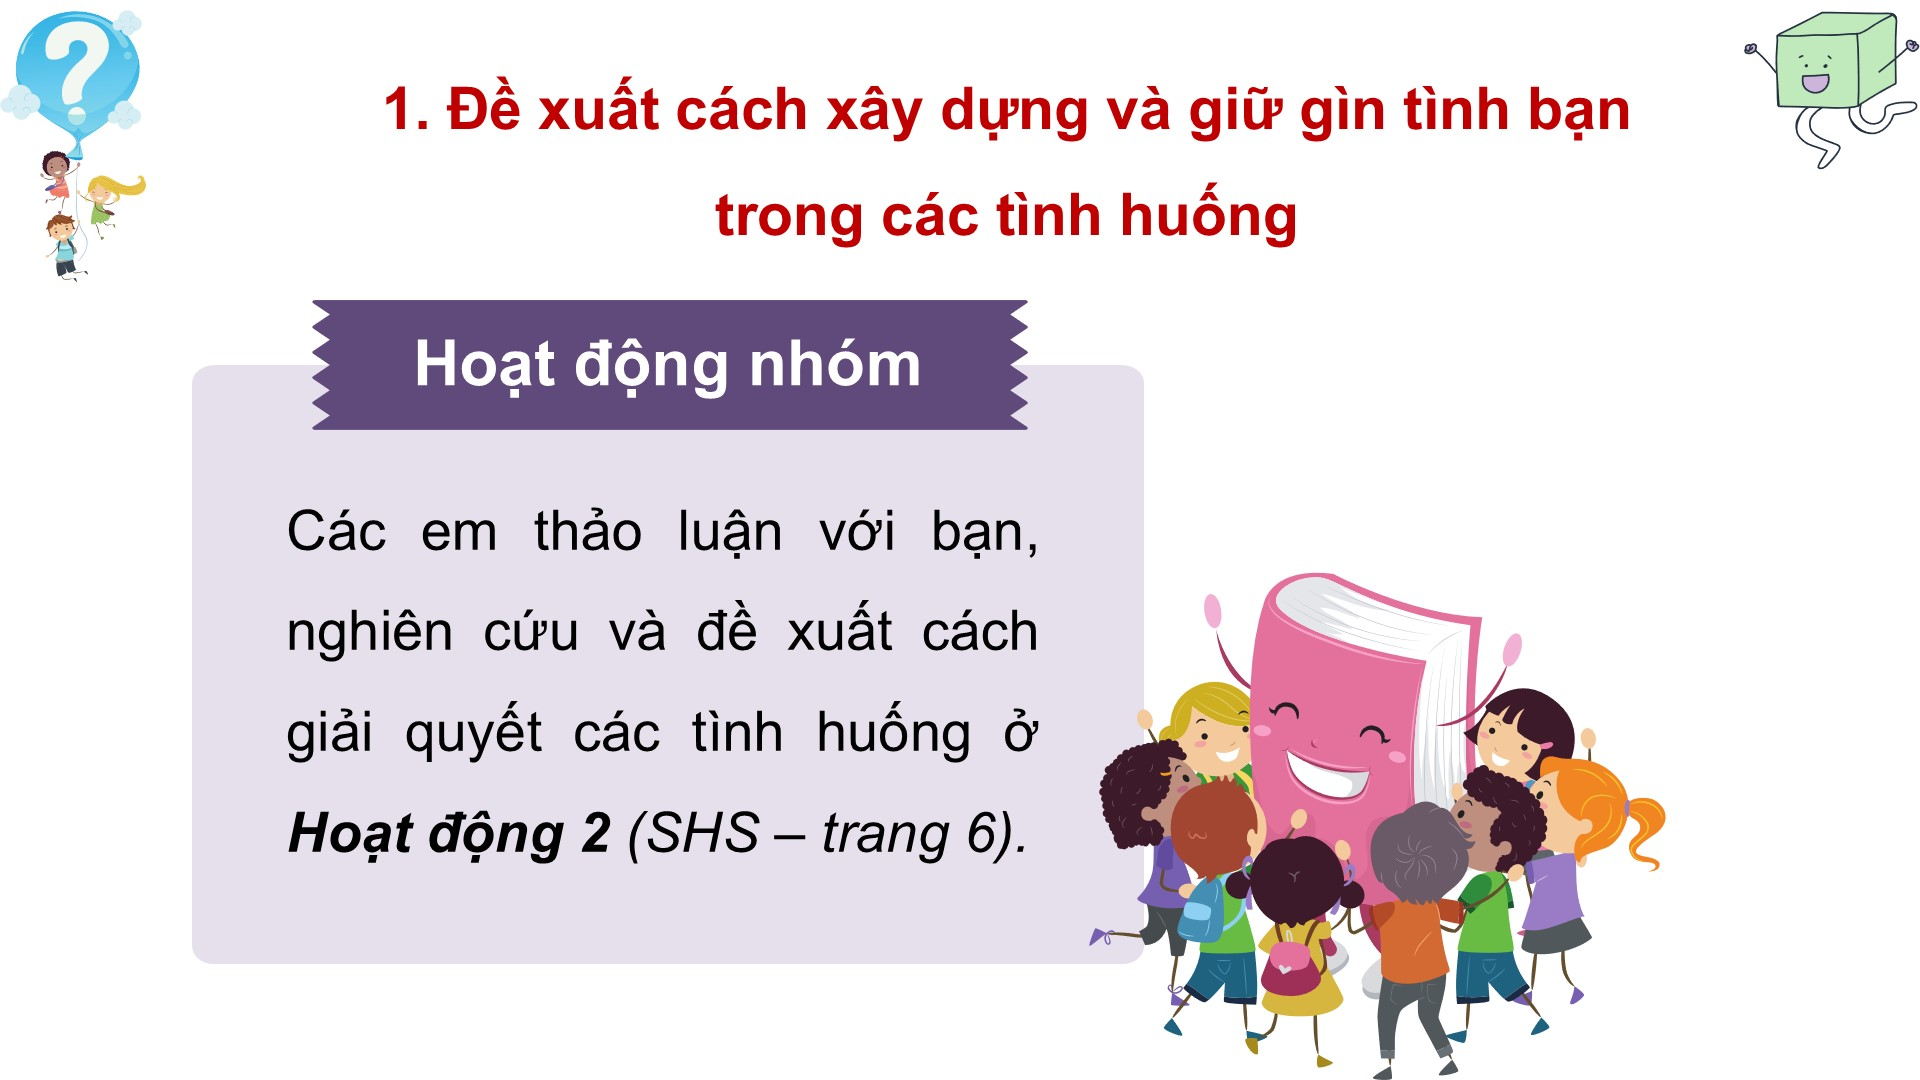 1. Đề xuất cách xây dựng và giữ gìn tình bạn
trong các tình huống
Hoạt động nhóm
Các em thảo luận với bạn,
nghiên cứu và đề xuất cách
giải quyết các tình huống ở
Hoạt động 2 (SHS – trang 6).